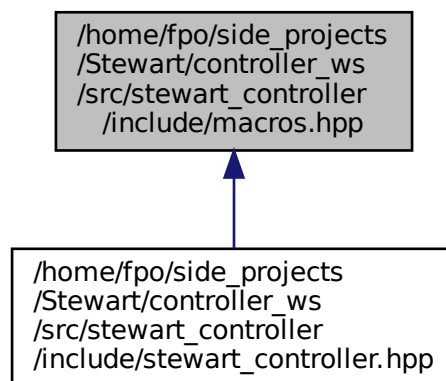 /home/fpo/side_projects
/Stewart/controller_ws
/src/stewart_controller
/include/macros.hpp
/home/fpo/side_projects
/Stewart/controller_ws
/src/stewart_controller
/include/stewart_controller.hpp